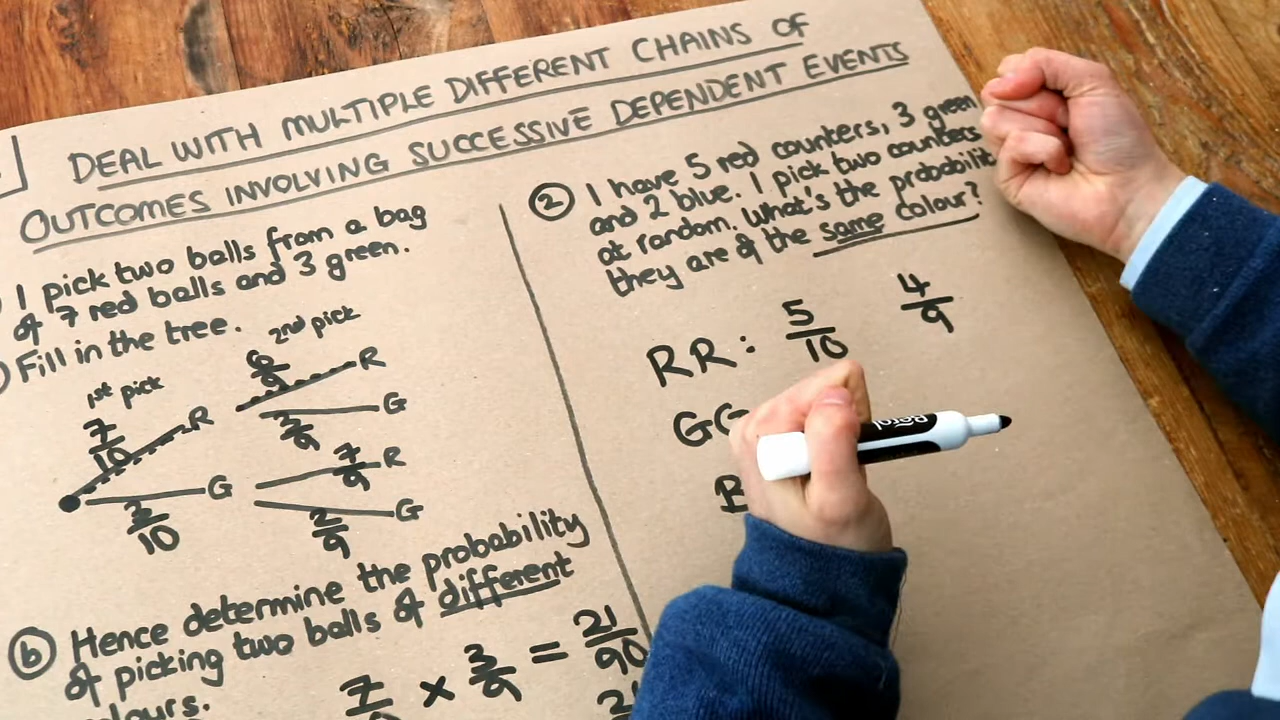 DEAL WITH MULTIPLE DIFFERENT CHAINS OF
OUTCOMES INVOLVING SUCCESSIVE DEPENDENT EVENTS
I pick two balls from a bag
of 7 red balls and 3 green.
Fill in the tree.
1st pick
2nd pick
7/10 R
3/10 G
6/9 R
3/9 G
7/9 R
2/9 G
b Hence determine the probability
of picking two balls of different
colours.
7/ × 3/9 = 21/90
21
2 I have 5 red counters, 3 green
and 2 blue. I pick two counters
at random. What's the probability
they are of the same colour?
RR: 5/10 4/9
GG
B
Berol